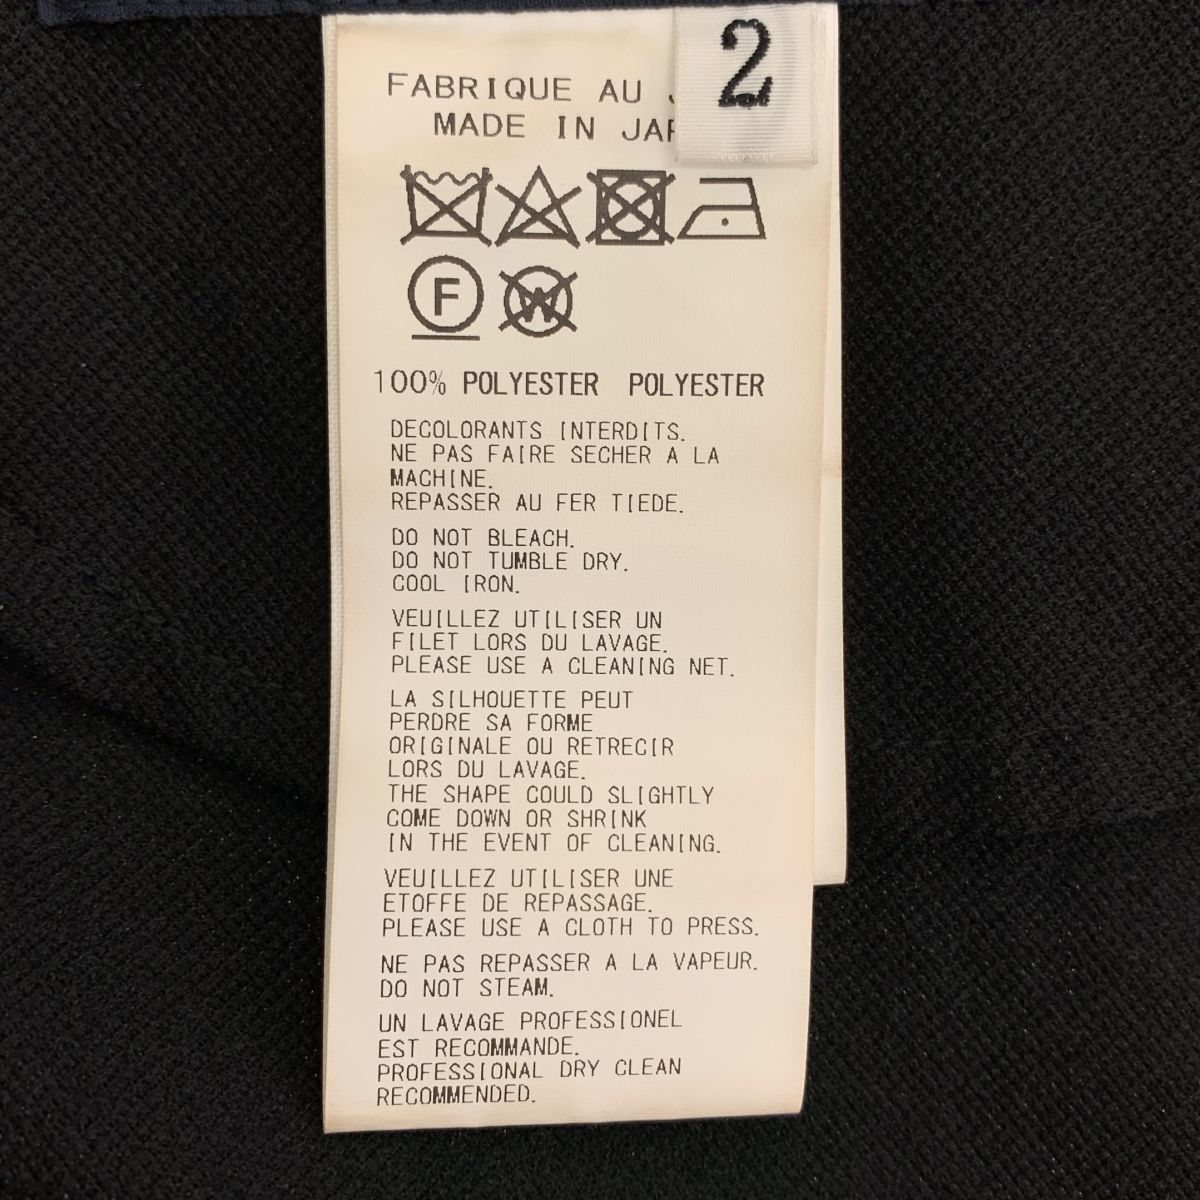 2
FABRIQUE AU
MADE IN
F
W
100% POLYESTER POLYESTER
DECOLORANTS INTERDITS.
NE PAS FAIRE SECHER A LA
MACHINE.
REPASSER AU FER TIEDE.
DO NOT BLEACH.
DO NOT TUMBLE DRY.
COOL IRON.
VEUILLEZ UTILISER UN
FILET LORS DU LAVAGE.
PLEASE USE A CLEANING NET.
LA SILHOUETTE PEUT
PERDRE SA FORME
ORIGINALE OU RETRECIR
LORS DU LAVAGE.
THE SHAPE COULD SLIGHTLY
COME DOWN OR SHRINK
IN THE EVENT OF CLEANING.
VEUILLEZ UTILISER UNE
ETOFFE DE REPASSAGE.
PLEASE USE A CLOTH TO PRESS.
NE PAS REPASSER A LA VAPEUR.
DO NOT STEAM.
UN LAVAGE PROFESSIONEL
EST RECOMMANDE.
PROFESSIONAL DRY CLEAN
RECOMMENDED.